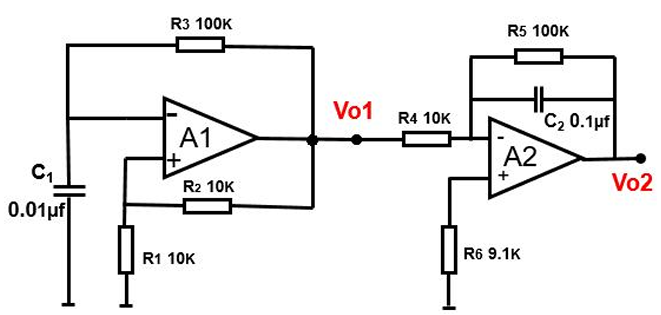 R3 100K
R5 100K
Vo1
R4 10K
C2 0.1μf
-
A1
+
-
A2
+
C1
0.01μf
R2 10K
Vo2
R1 10K
R6 9.1K